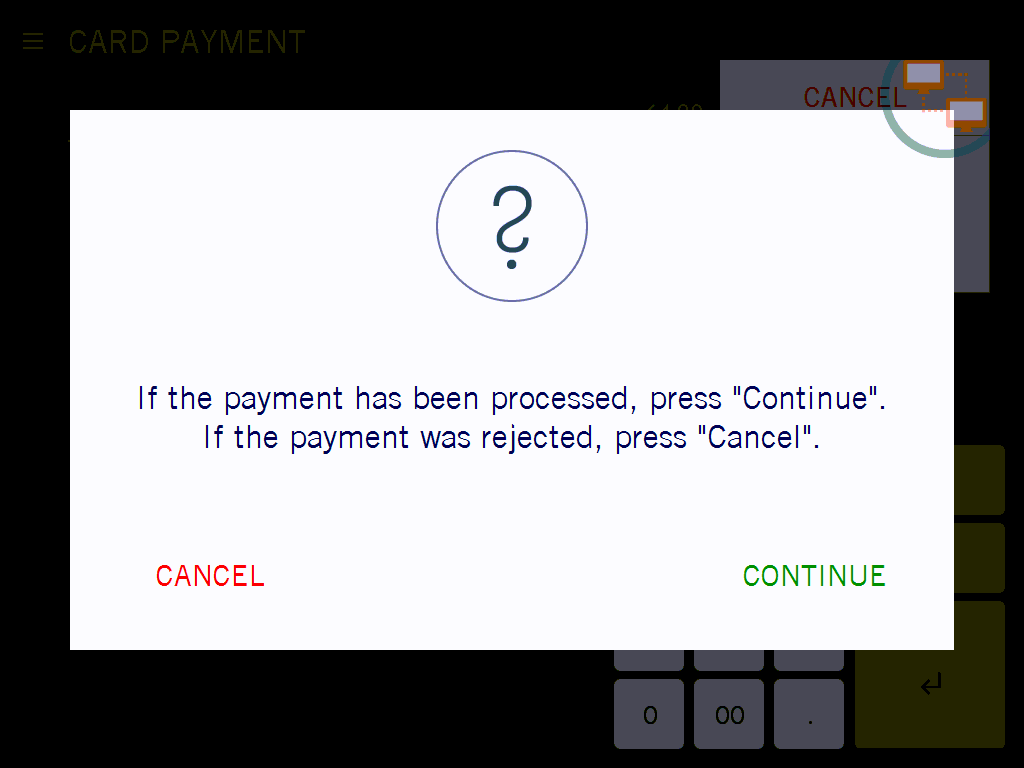 CARD PAYMENT
CANCEL
If the payment has been processed, press "Continue".
If the payment was rejected, press "Cancel".
CANCEL
CONTINUE
0
00
.